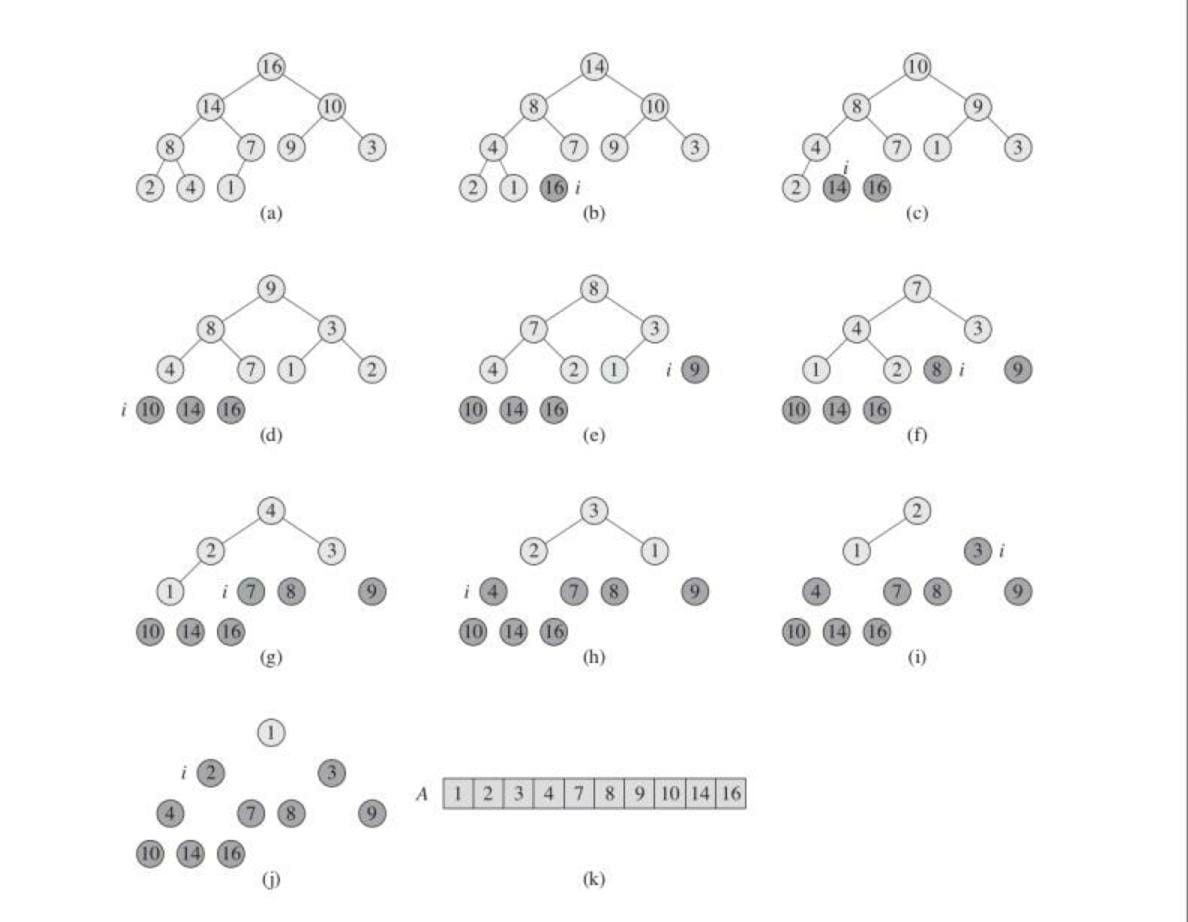 16 14 10
14 10 8 10 8 9
8 7 9 3 4 7 9 3 4 7 1 3
i
2 4 1 2 1 16 i 2 14 16
(a) (b) (c)
9 8 7
8 3 7 3 4 3
4 7 1 2 4 2 1 i 9 1 2 8 i 9
i 10 14 16 10 14 16 10 14 16
(d) (e) (f)
4 3 2
2 3 2 1 1 3 i
1 i 7 8 9 i 4 7 8 9 4 7 8 9
10 14 16 10 14 16 10 14 16
(g) (h) (i)
1
i 2 3
A 1 2 3 4 7 8 9 10 14 16
4 7 8 9
10 14 16
(j) (k)